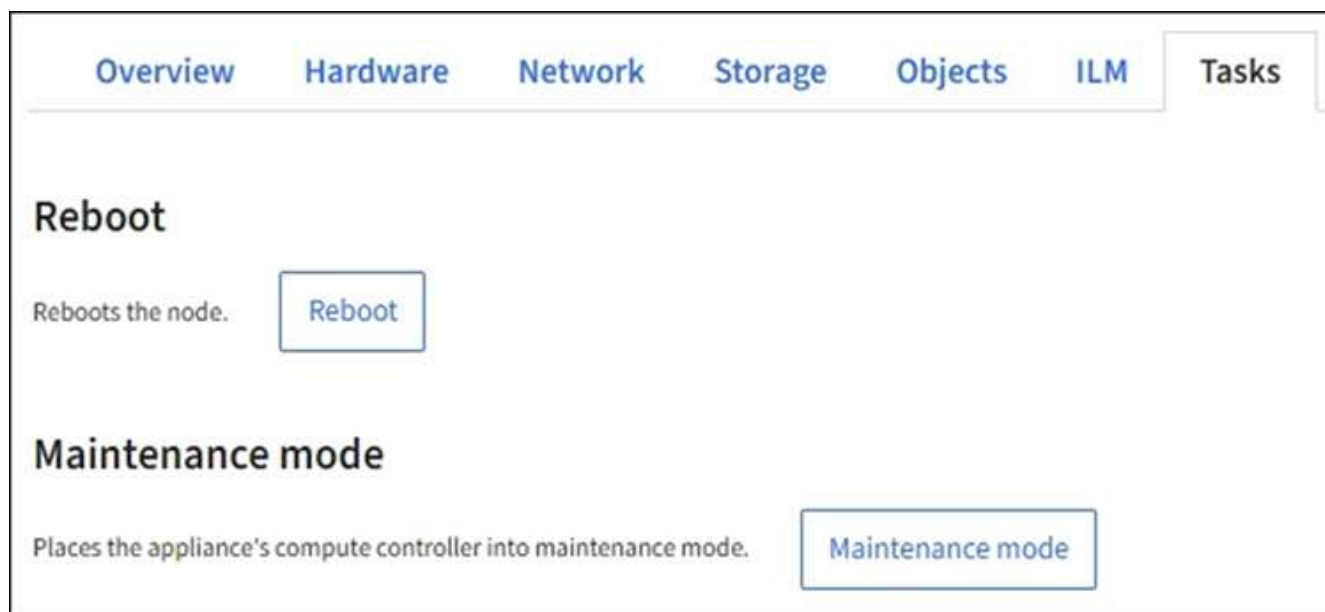 Overview Hardware Network Storage Objects ILM Tasks
Reboot
Reboots the node. Reboot
Maintenance mode
Places the appliance's compute controller into maintenance mode. Maintenance mode